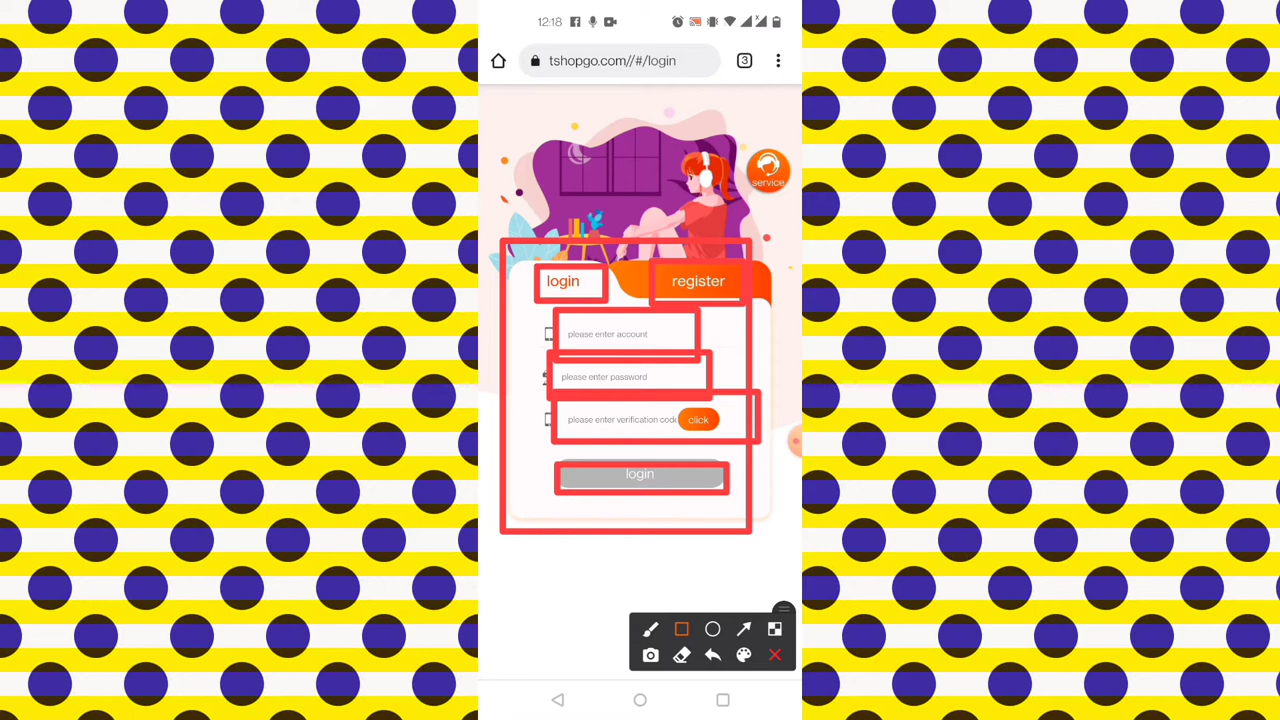 12:18
tshopgo.com//#/login
3
service
login
register
please enter account
please enter password
please enter verification code
click
login